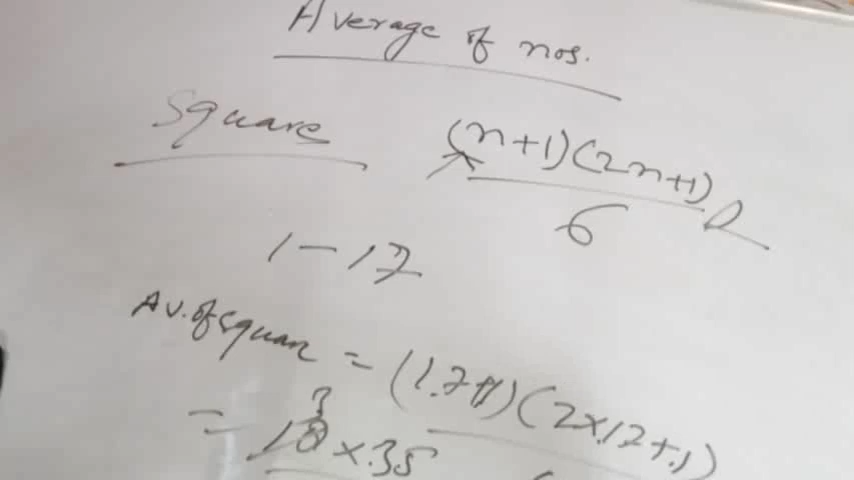 Average of nos.
Square
(n+1)(2n+1)
6
1-17
Av. of squar = (17+1)(2×17+1)
= 18 3 ×35